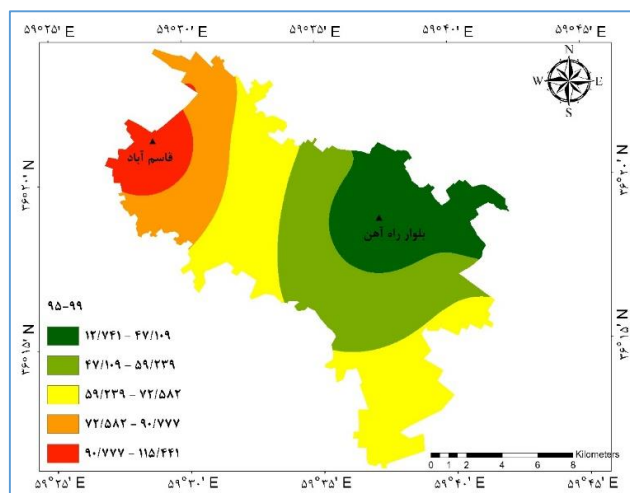 ۵۹°۲۵' E ۵۹°۳۰' E ۵۹°۳۵' E ۵۹°۴۰' E ۵۹°۴۵' E
N
W E
S
قاسم آباد
۳۶°۲۰' N ۳۶°۲۰' N
بلوار راه آهن
۹۵-۹۹
۱۲/۷۴۱ - ۴۷/۱۰۹
۳۶°۱۵' N ۳۶°۱۵' N
۴۷/۱۰۹ - ۵۹/۲۳۹
۵۹/۲۳۹ - ۷۲/۵۸۲
۷۲/۵۸۲ - ۹۰/۷۷۷
۹۰/۷۷۷ - ۱۱۵/۴۴۱
Kilometers
0 1 2 4 6 8
۵۹°۲۵' E ۵۹°۳۰' E ۵۹°۳۵' E ۵۹°۴۰' E ۵۹°۴۵' E